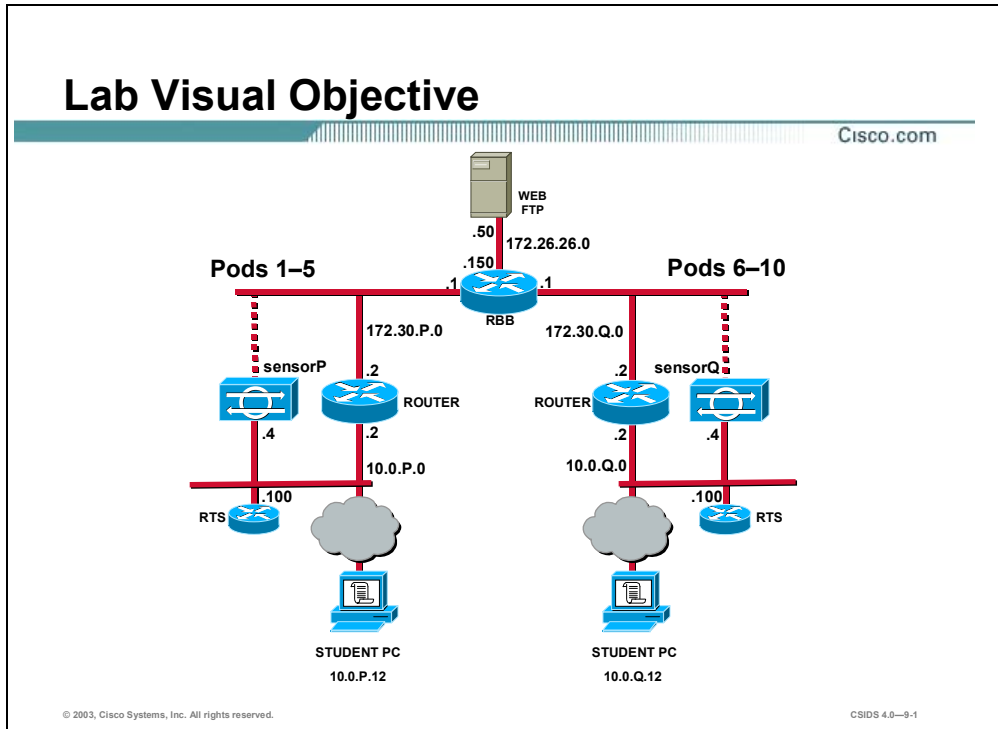 Lab Visual Objective
Cisco.com
WEB
FTP
.50
172.26.26.0
.150
Pods 1–5
Pods 6–10
.1
.1
RBB
172.30.P.0
172.30.Q.0
sensorP
.2
.2
sensorQ
ROUTER
ROUTER
.4
.2
.2
.4
10.0.P.0
10.0.Q.0
.100
.100
RTS
RTS
STUDENT PC
STUDENT PC
10.0.P.12
10.0.Q.12
© 2003, Cisco Systems, Inc. All rights reserved.
CSIDS 4.0—9-1